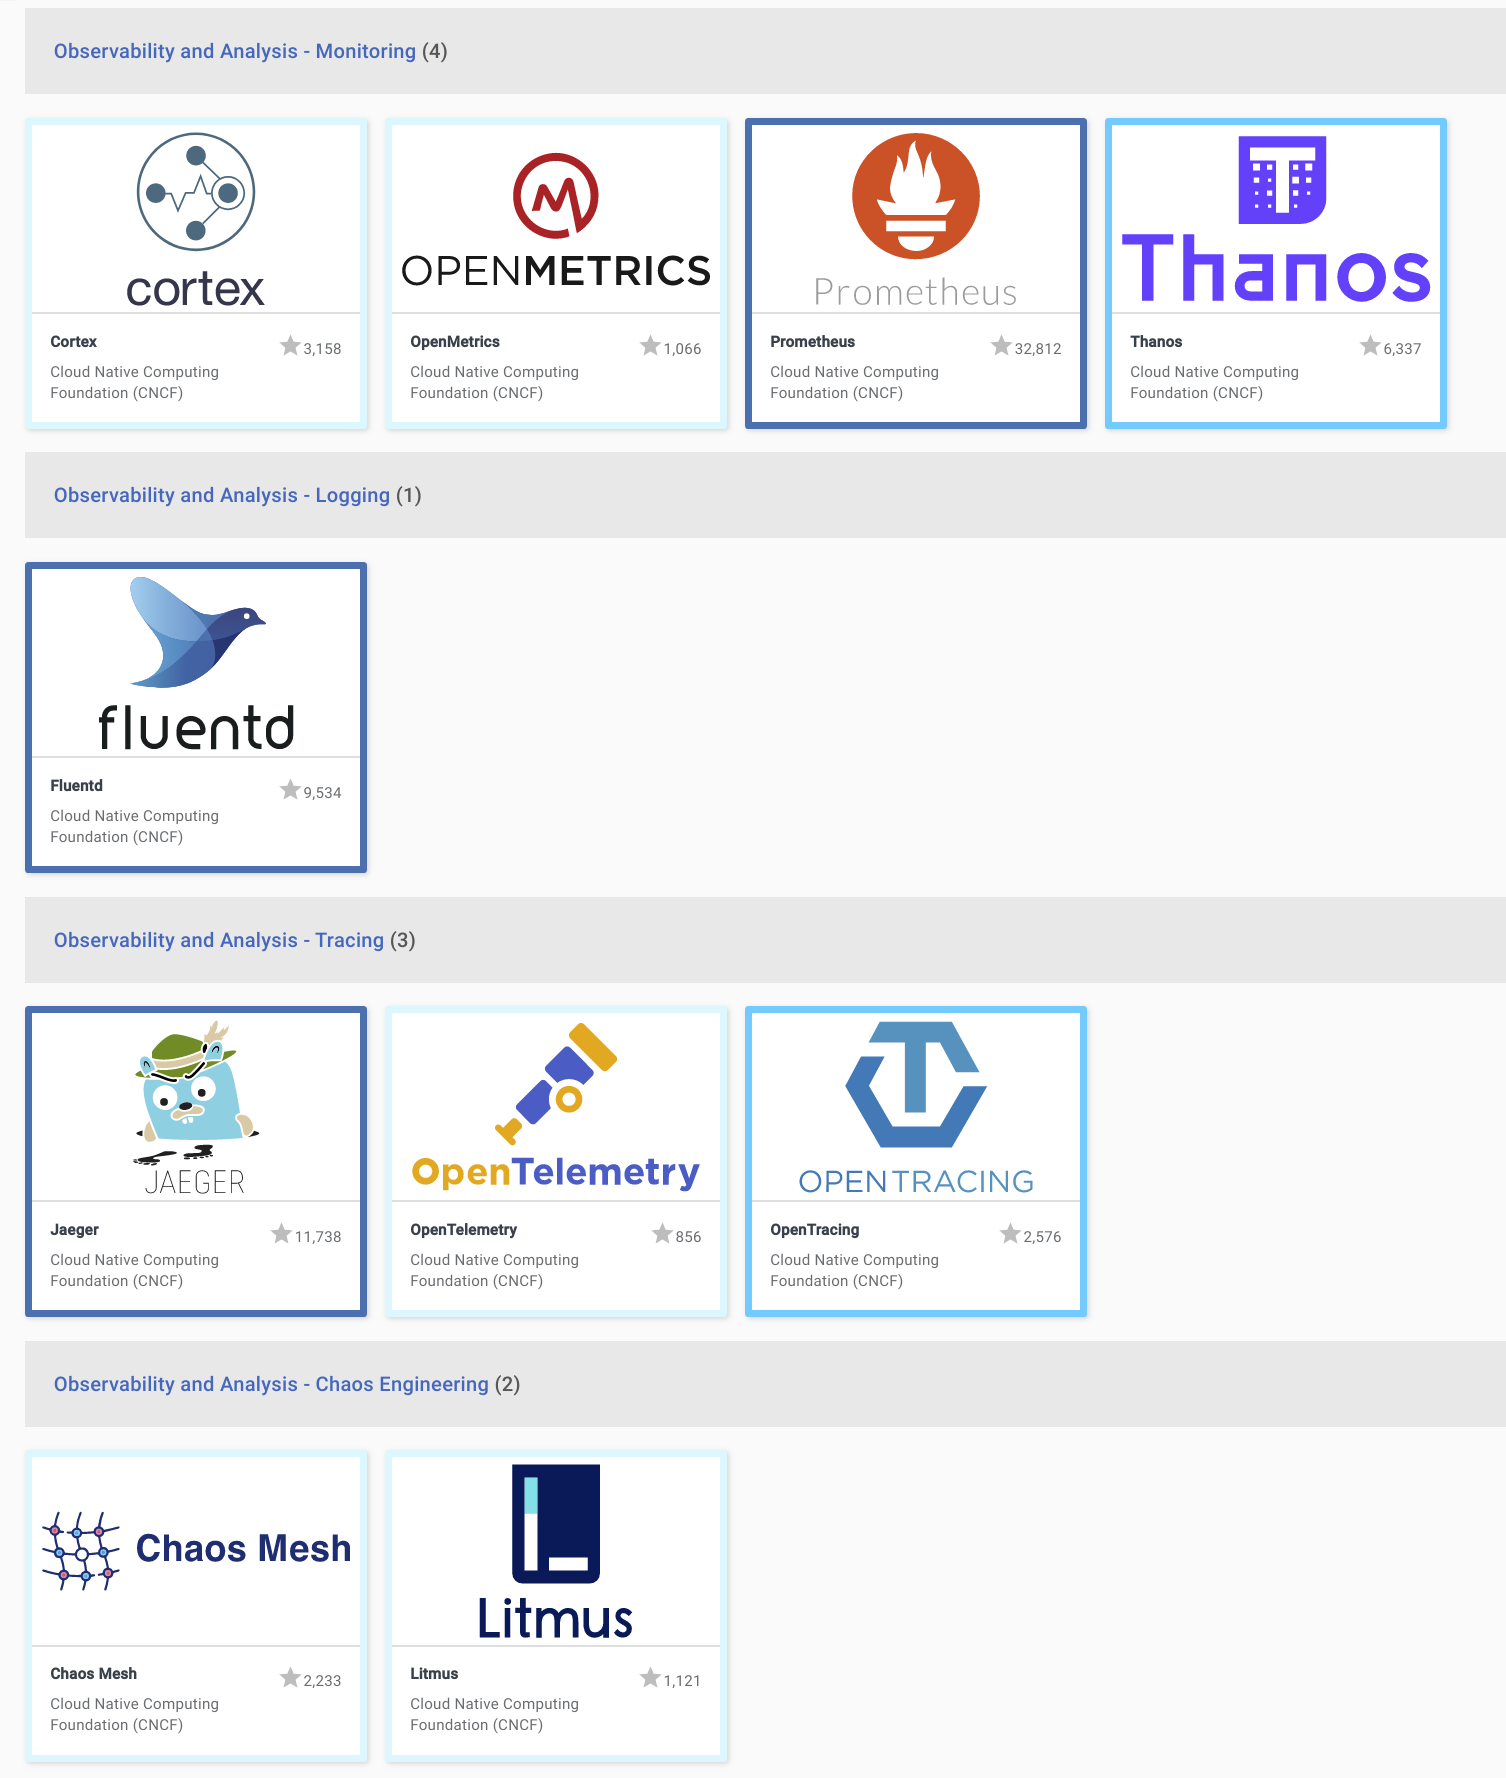 Observability and Analysis - Monitoring (4)
cortex
OPENMETRICS
Prometheus
Thanos
Cortex
3,158
Cloud Native Computing
Foundation (CNCF)
OpenMetrics
1,066
Cloud Native Computing
Foundation (CNCF)
Prometheus
32,812
Cloud Native Computing
Foundation (CNCF)
Thanos
6,337
Cloud Native Computing
Foundation (CNCF)
Observability and Analysis - Logging (1)
fluentd
Fluentd
9,534
Cloud Native Computing
Foundation (CNCF)
Observability and Analysis - Tracing (3)
JAEGER
OpenTelemetry
OPENTRACING
Jaeger
11,738
Cloud Native Computing
Foundation (CNCF)
OpenTelemetry
856
Cloud Native Computing
Foundation (CNCF)
OpenTracing
2,576
Cloud Native Computing
Foundation (CNCF)
Observability and Analysis - Chaos Engineering (2)
Chaos Mesh
Litmus
Chaos Mesh
2,233
Cloud Native Computing
Foundation (CNCF)
Litmus
1,121
Cloud Native Computing
Foundation (CNCF)